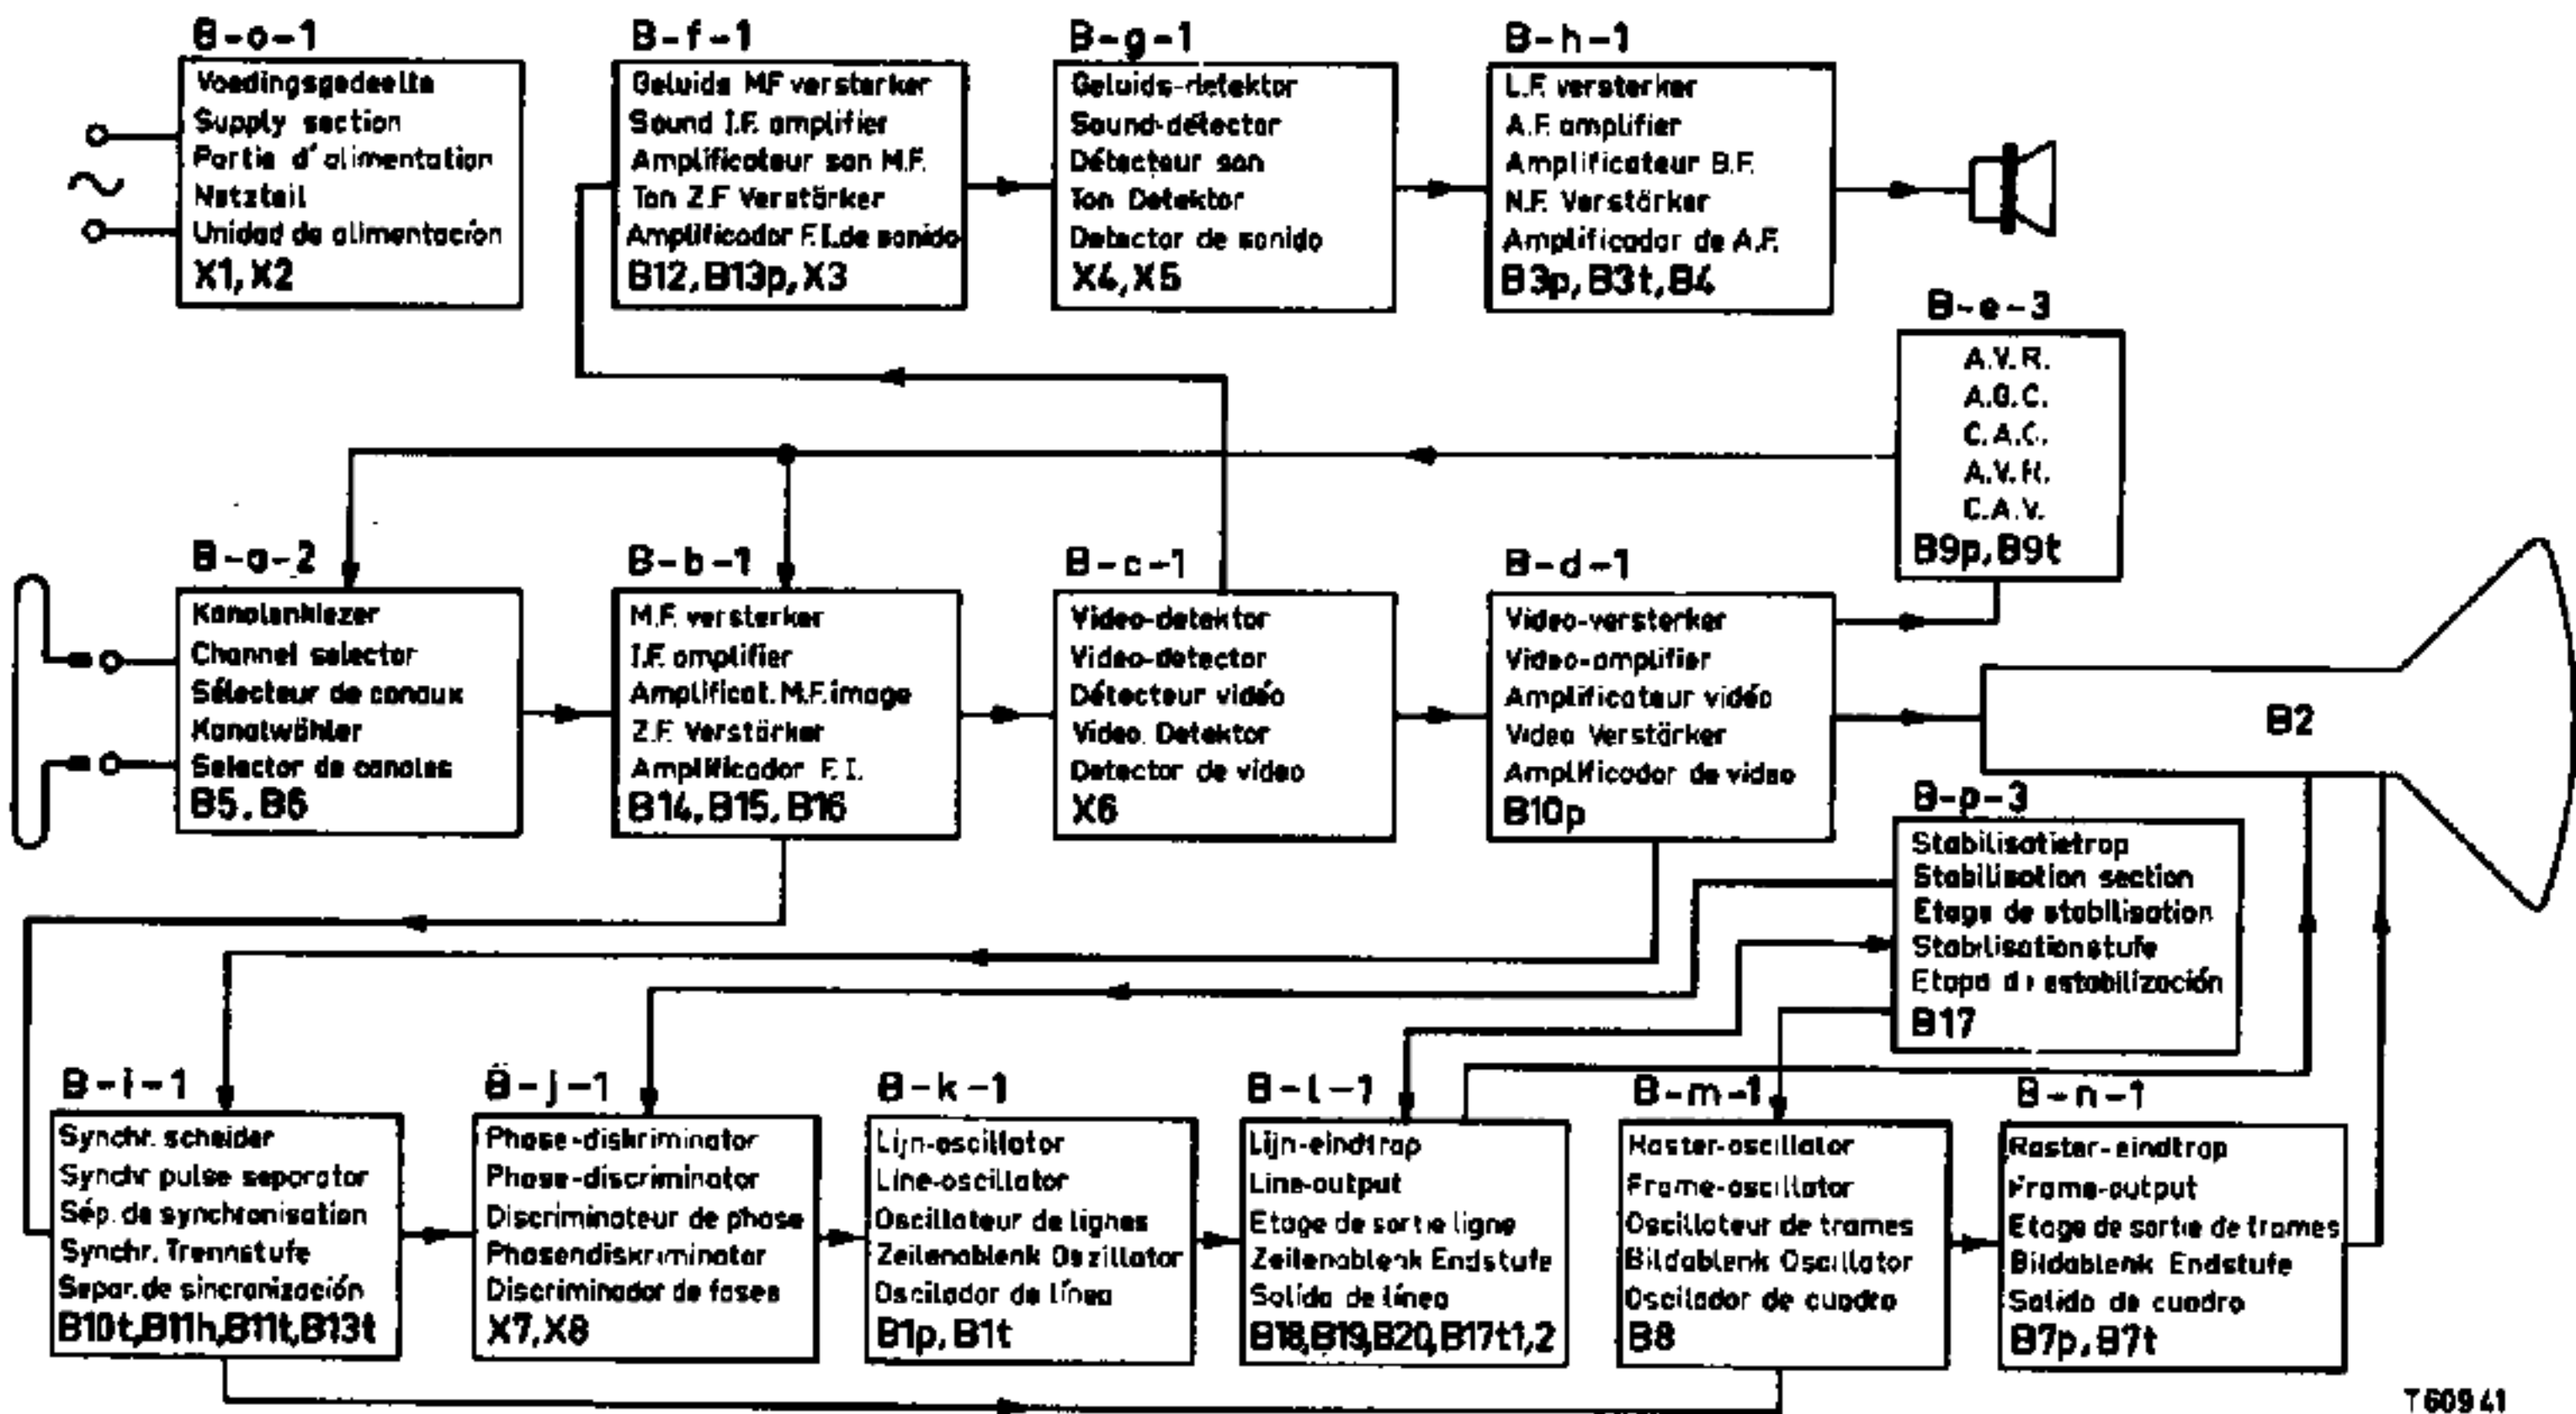 B-o-1
Voedingsgedeelte
Supply section
Partie d'alimentation
Netzteil
Unidad de alimentación
X1, X2
B-f-1
Geluids MF versterker
Sound I.F. amplifier
Amplificateur son M.F.
Ton Z.F Verstärker
Amplificador F.I. de sonido
B12, B13p, X3
B-g-1
Geluids-detektor
Sound-detector
Détecteur son
Ton Detektor
Detector de sonido
X4, X5
B-h-1
L.F. versterker
A.F. amplifier
Amplificateur B.F.
N.F. Verstärker
Amplificador de A.F.
B3p, B3t, B4
B-e-3
A.V.R.
A.G.C.
C.A.G.
A.V.R.
C.A.V.
B9p, B9t
B-a-2
Kanalenkiezer
Channel selector
Sélecteur de canaux
Kanalwähler
Selector de canales
B5, B6
B-b-1
M.F. versterker
I.F. amplifier
Amplificat. M.F. image
Z.F. Verstärker
Amplificador F.I.
B14, B15, B16
B-c-1
Video-detektor
Video-detector
Détecteur vidéo
Video. Detektor
Detector de vídeo
X6
B-d-1
Video-versterker
Video-amplifier
Amplificateur vidéo
Video Verstärker
Amplificador de video
B10p
B2
B-p-3
Stabilisatietrap
Stabilisation section
Etage de stabilisation
Stabilisationstufe
Etapa de estabilización
B17
B-i-1
Synchr. scheider
Synchr pulse separator
Sép. de synchronisation
Synchr. Trennstufe
Separ. de sincronización
B10t, B11h, B11t, B13t
B-j-1
Phase-diskriminator
Phase-discriminator
Discriminateur de phase
Phasendiskriminator
Discriminador de fases
X7, X8
B-k-1
Lijn-oscillator
Line-oscillator
Oscillateur de lignes
Zeilenablenk Oszillator
Oscilador de línea
B1p, B1t
B-l-1
Lijn-eindtrap
Line-output
Etage de sortie ligne
Zeilenablenk Endstufe
Salida de línea
B18, B19, B20, B17t1,2
B-m-1
Raster-oscillator
Frame-oscillator
Oscillateur de trames
Bildablenk Oscillator
Oscilador de cuadro
B8
B-n-1
Raster-eindtrap
Frame-output
Etage de sortie de trames
Bildablenk Endstufe
Salida de cuadro
B7p, B7t
T60941